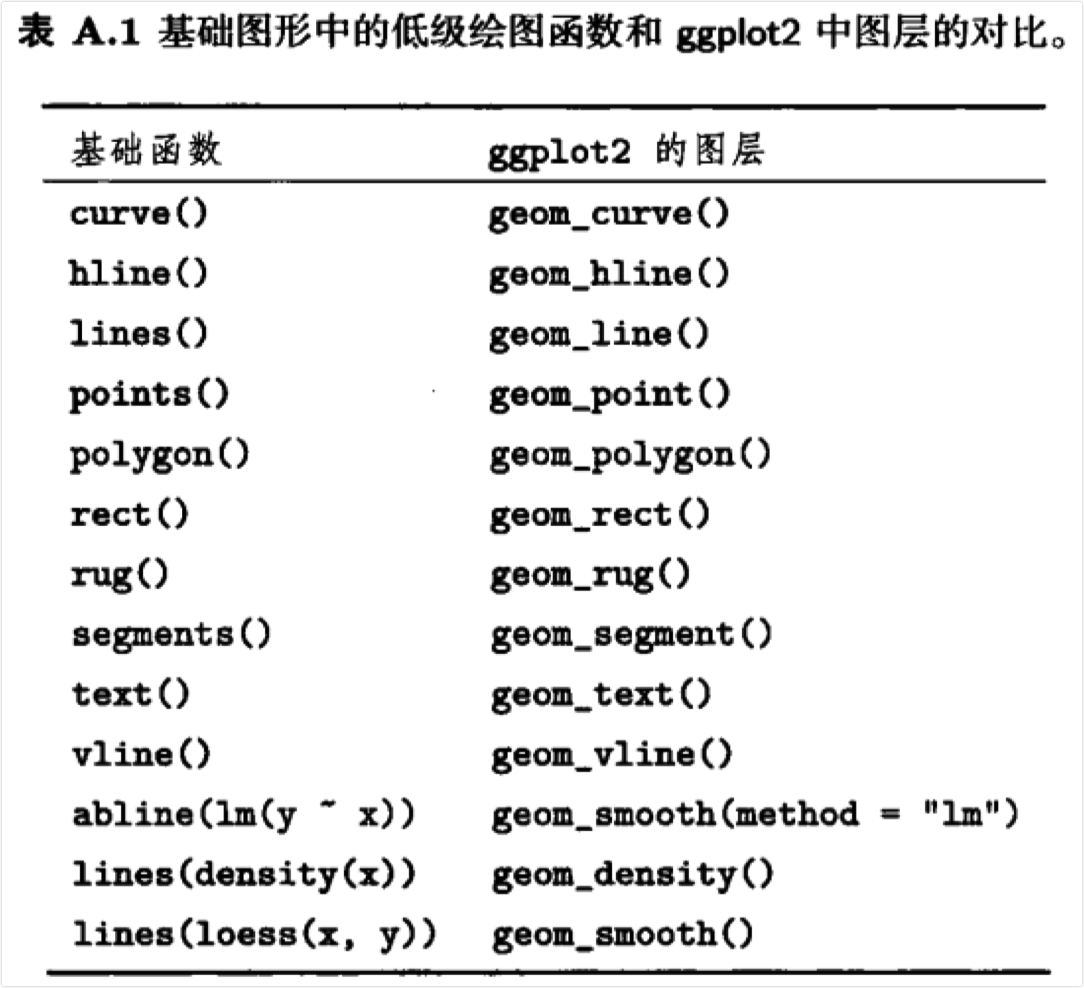 表 A.1 基础图形中的低级绘图函数和 ggplot2 中图层的对比。
基础函数 ggplot2 的图层
curve() geom_curve()
hline() geom_hline()
lines() geom_line()
points() geom_point()
polygon() geom_polygon()
rect() geom_rect()
rug() geom_rug()
segments() geom_segment()
text() geom_text()
vline() geom_vline()
abline(lm(y ~ x)) geom_smooth(method = "lm")
lines(density(x)) geom_density()
lines(loess(x, y)) geom_smooth()